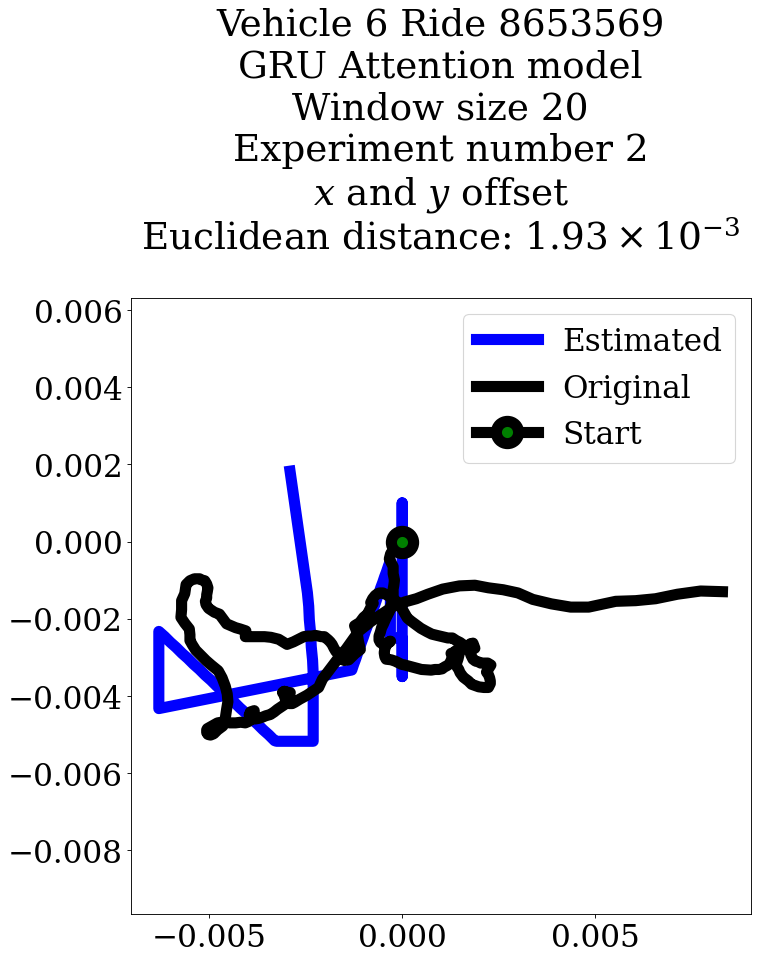 Vehicle 6 Ride 8653569
GRU Attention model
Window size 20
Experiment number 2
x and y offset
Euclidean distance: 1.93 × 10⁻³
0.006
0.004
0.002
0.000
−0.002
−0.004
−0.006
−0.008
Estimated
Original
Start
−0.005 0.000 0.005